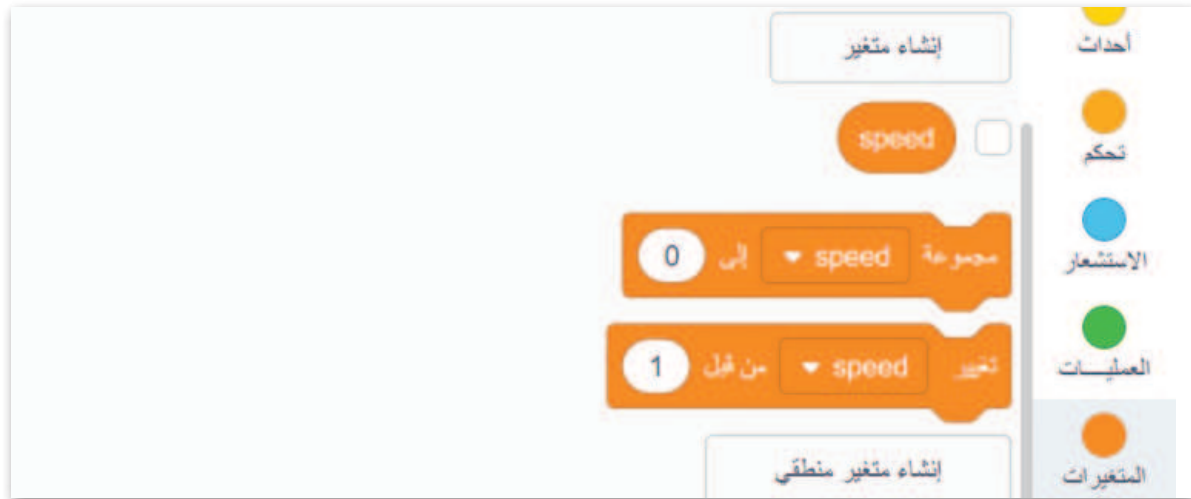 إنشاء متغير
speed
مجموعة speed إلى 0
تغيير speed من قبل 1
إنشاء متغير منطقي
أحداث
تحكم
الاستشعار
العمليـــات
المتغيرات